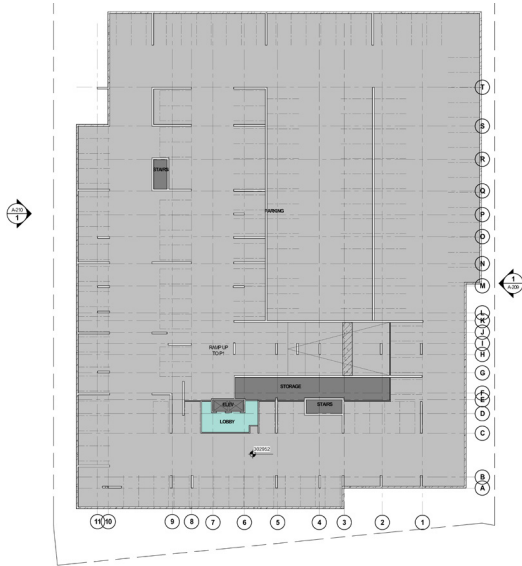 T
S
R
STAIRS
Q
A-210
1
PARKING
P
O
N
M
1
A-209
L
K
J
I
RAMP UP
TO P1
H
G
STORAGE
F
E
ELEV
STAIRS
D
LOBBY
C
B
A
11
10
9
8
7
6
5
4
3
2
1